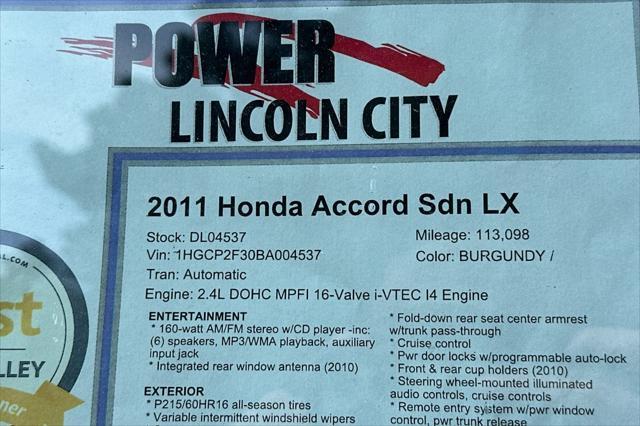 POWER
LINCOLN CITY
2011 Honda Accord Sdn LX
Stock: DL04537
Mileage: 113,098
Vin: 1HGCP2F30BA004537
Color: BURGUNDY /
Tran: Automatic
Engine: 2.4L DOHC MPFI 16-Valve i-VTEC I4 Engine
ENTERTAINMENT
* 160-watt AM/FM stereo w/CD player -inc:
(6) speakers, MP3/WMA playback, auxiliary
input jack
* Integrated rear window antenna (2010)
EXTERIOR
* P215/60HR16 all-season tires
* Variable intermittent windshield wipers
* Fold-down rear seat center armrest
w/trunk pass-through
* Cruise control
* Pwr door locks w/programmable auto-lock
* Front & rear cup holders (2010)
* Steering wheel-mounted illuminated
audio controls, cruise controls
* Remote entry system w/pwr window
control, pwr trunk release
AL.COM
st
LLEY
ner